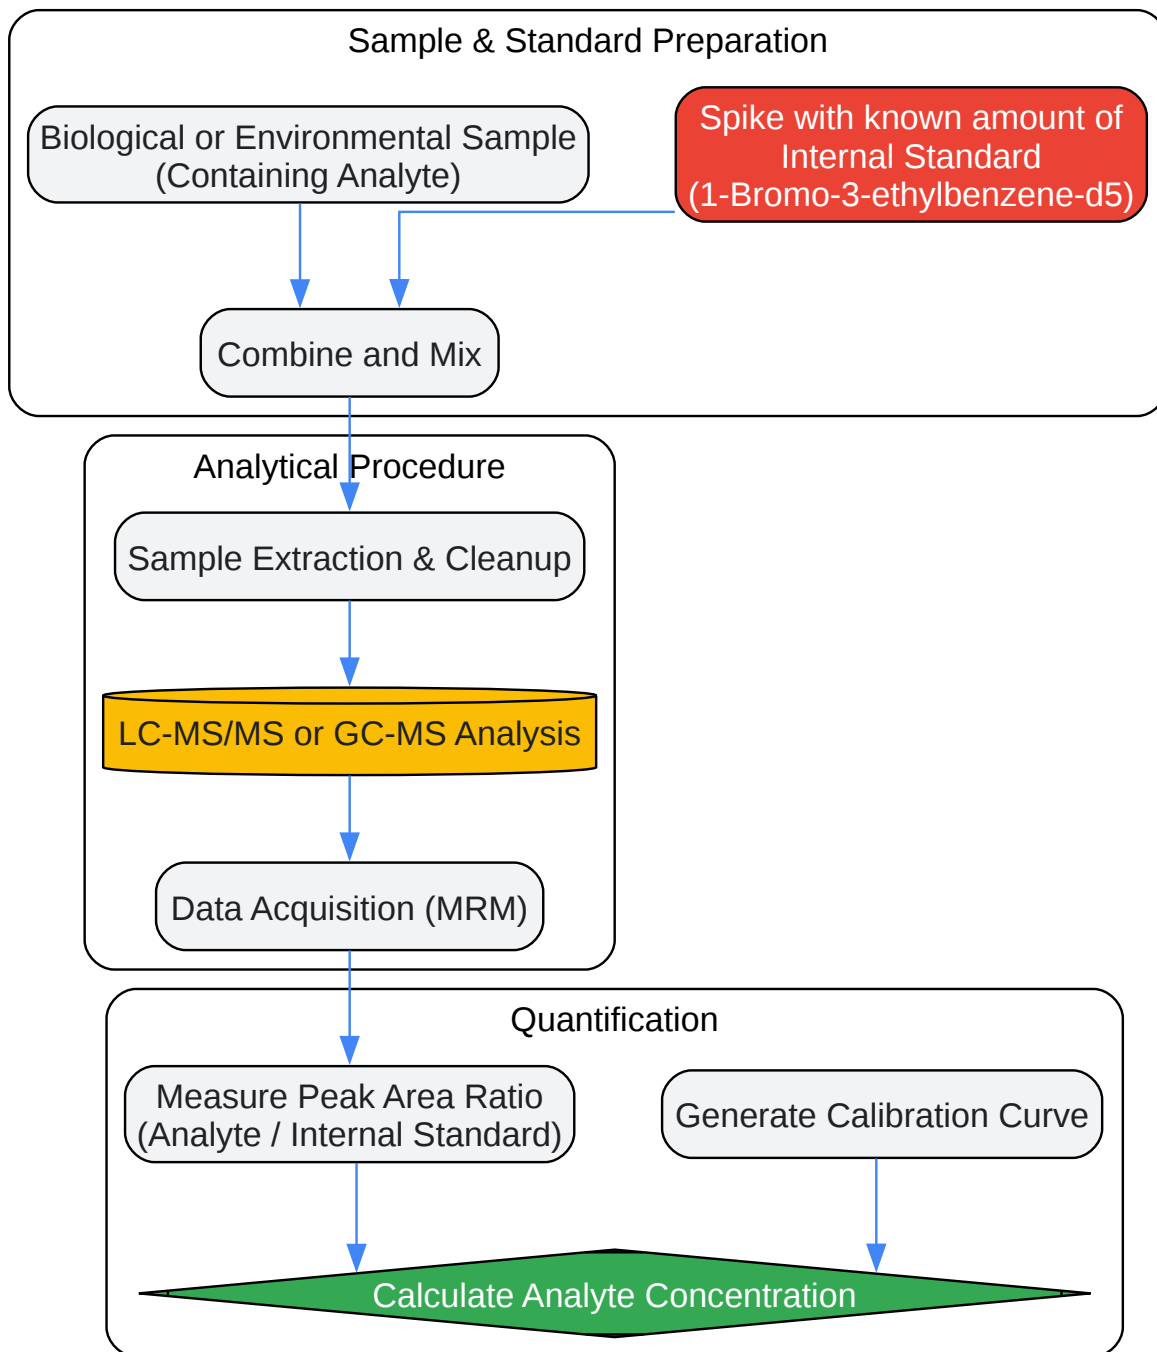 Sample & Standard Preparation
Biological or Environmental Sample
(Containing Analyte)
Spike with known amount of
Internal Standard
(1-Bromo-3-ethylbenzene-d5)
Combine and Mix
Analytical Procedure
Sample Extraction & Cleanup
LC-MS/MS or GC-MS Analysis
Data Acquisition (MRM)
Quantification
Measure Peak Area Ratio
(Analyte / Internal Standard)
Generate Calibration Curve
Calculate Analyte Concentration